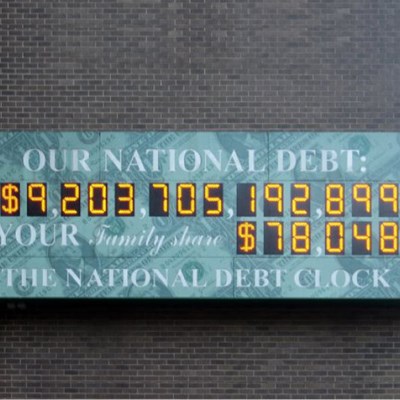 OUR NATIONAL DEBT:
$9,203,705,192,899
YOUR Family share $78,048
THE NATIONAL DEBT CLOCK